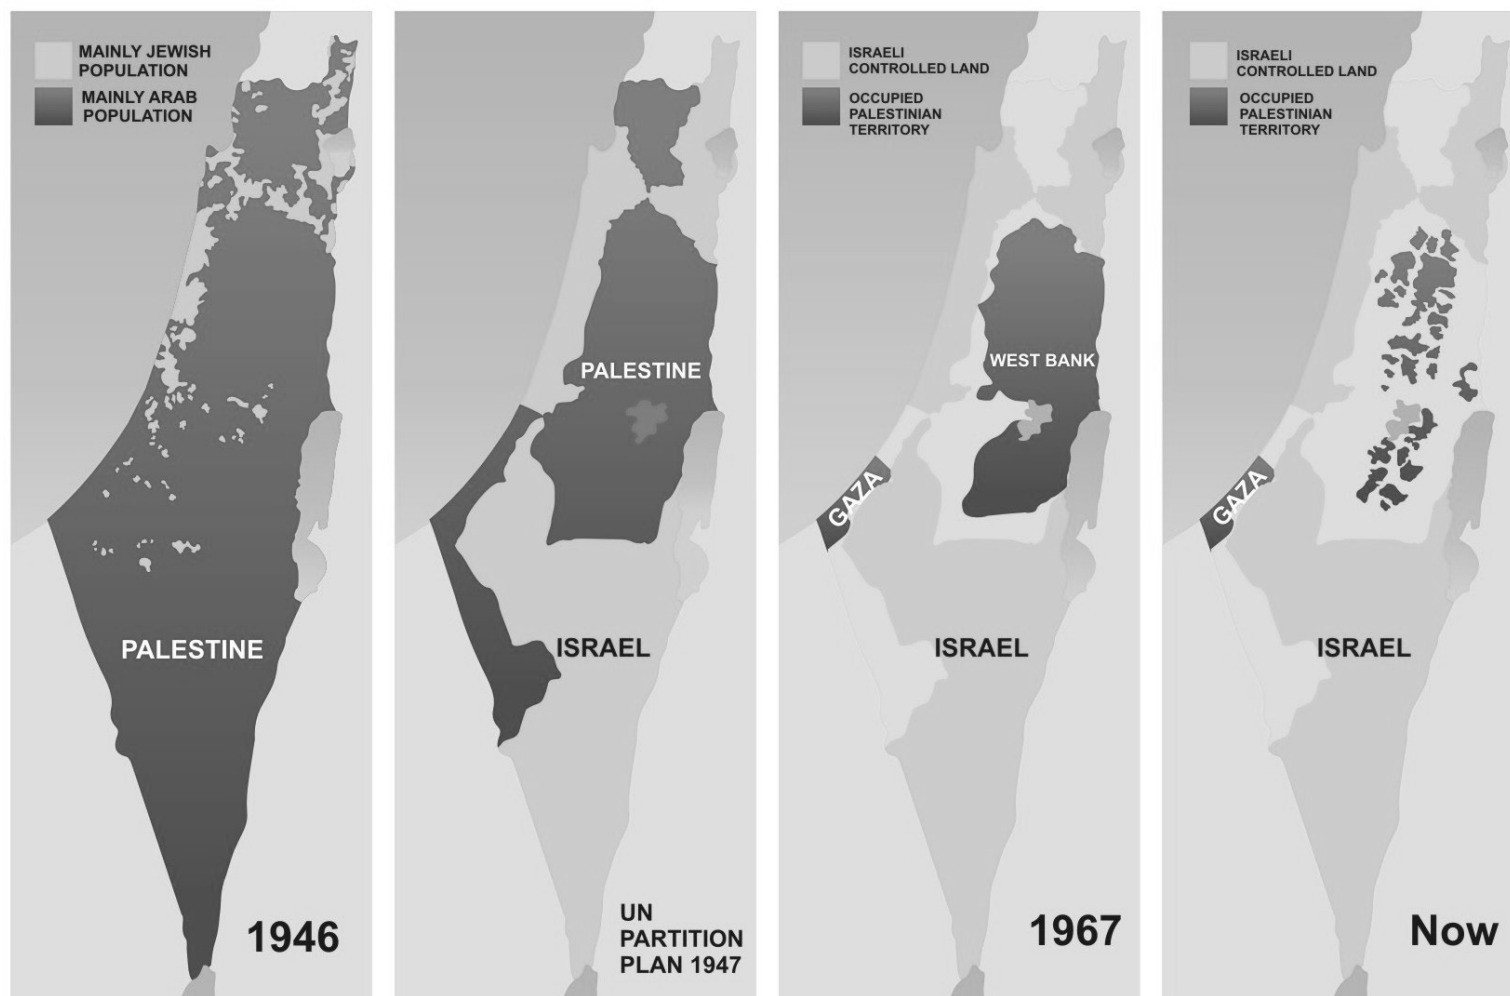 MAINLY JEWISH
POPULATION
MAINLY ARAB
POPULATION
PALESTINE
1946
PALESTINE
ISRAEL
UN
PARTITION
PLAN 1947
ISRAELI
CONTROLLED LAND
OCCUPIED
PALESTINIAN
TERRITORY
WEST BANK
GAZA
ISRAEL
1967
ISRAELI
CONTROLLED LAND
OCCUPIED
PALESTINIAN
TERRITORY
GAZA
ISRAEL
Now